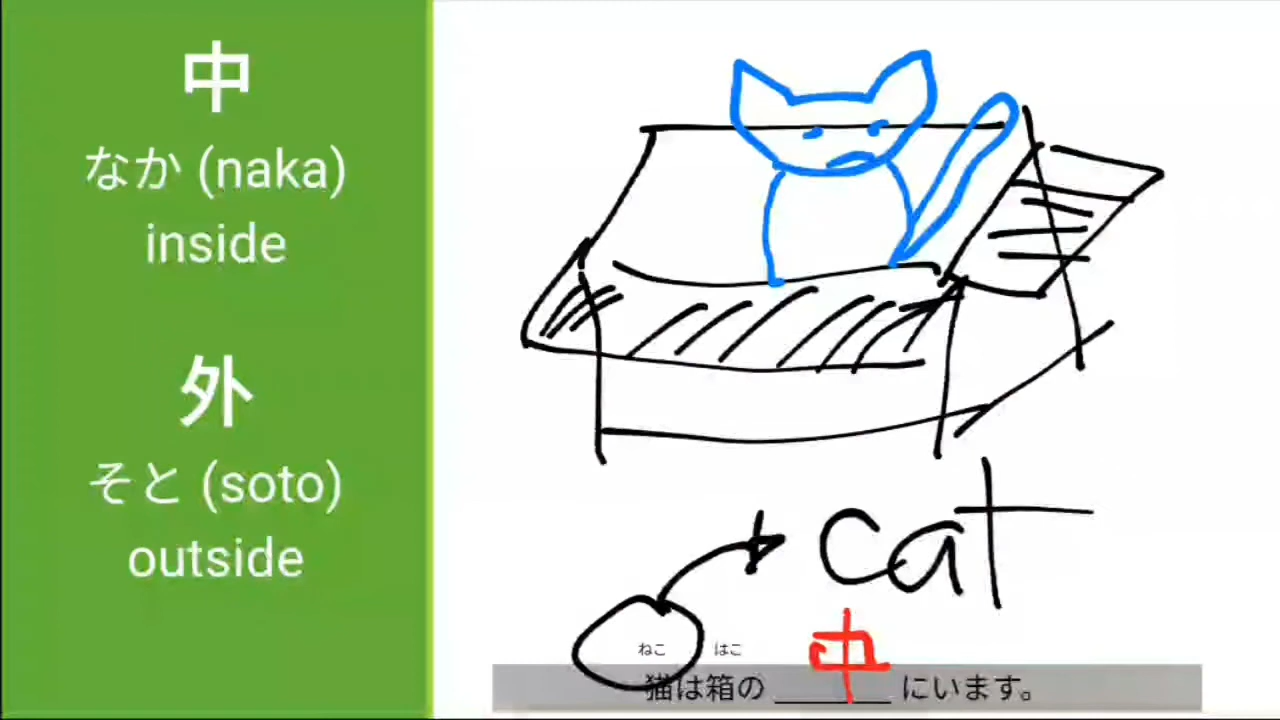 中
なか (naka)
inside
外
そと (soto)
outside
cat
ねこ はこ
猫は箱の 中 にいます。